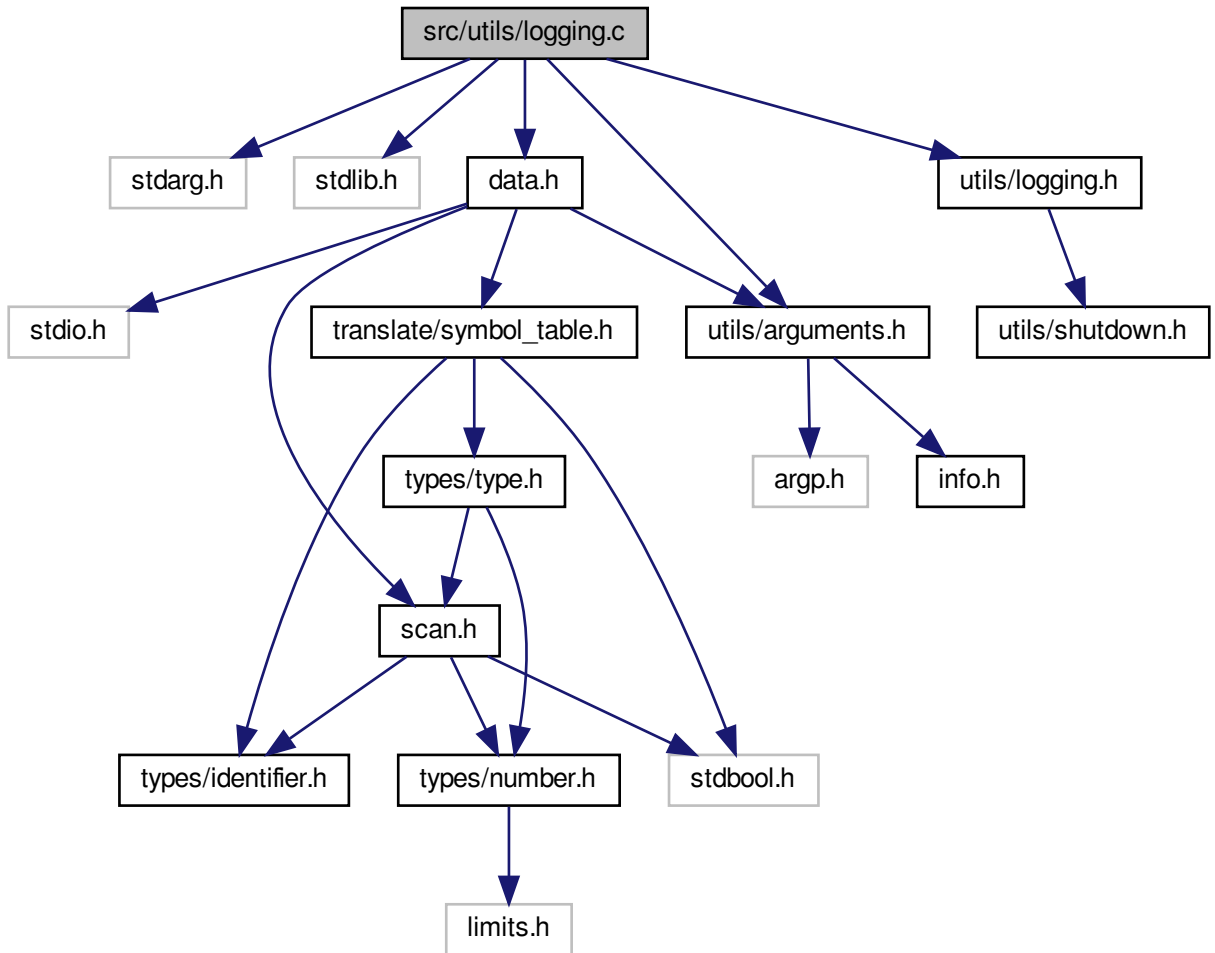 src/utils/logging.c
stdarg.h
stdlib.h
data.h
utils/logging.h
stdio.h
translate/symbol_table.h
utils/arguments.h
utils/shutdown.h
types/type.h
argp.h
info.h
scan.h
types/identifier.h
types/number.h
stdbool.h
limits.h